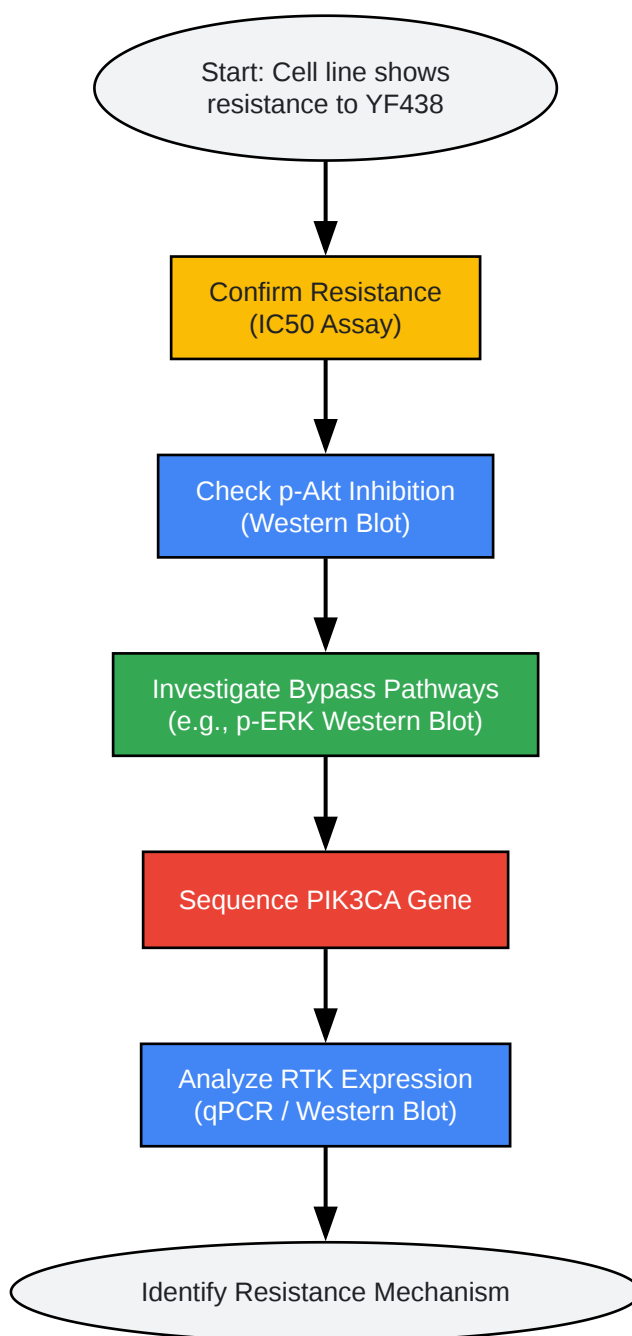 Start: Cell line shows
resistance to YF438
Confirm Resistance
(IC50 Assay)
Check p-Akt Inhibition
(Western Blot)
Investigate Bypass Pathways
(e.g., p-ERK Western Blot)
Sequence PIK3CA Gene
Analyze RTK Expression
(qPCR / Western Blot)
Identify Resistance Mechanism